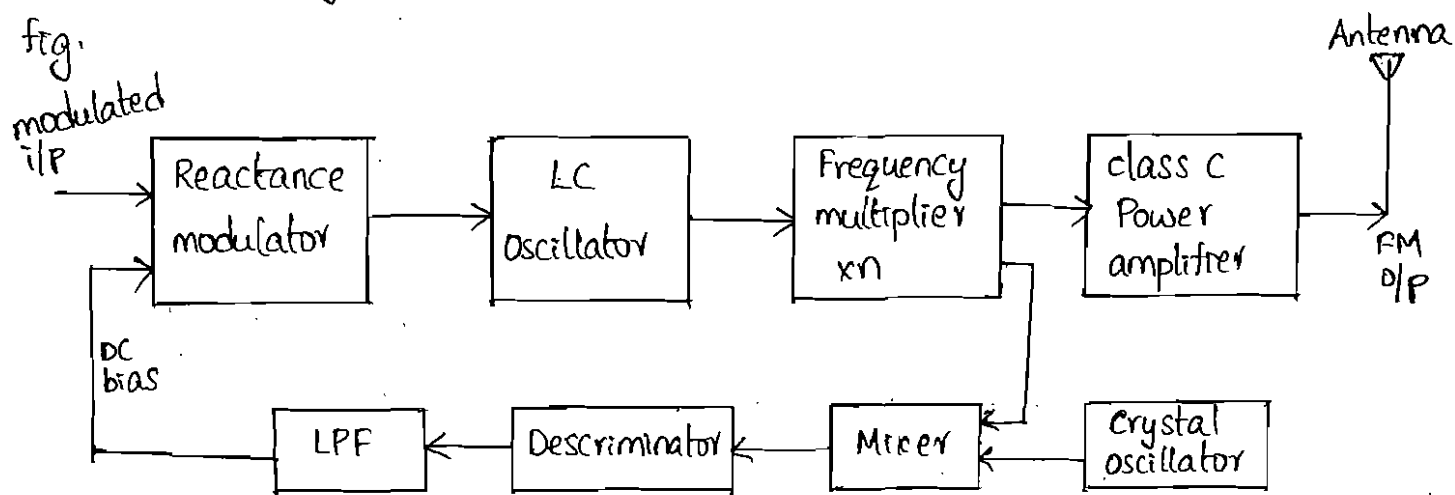 fig.
modulated
i/p
Reactance
modulator
LC
Oscillator
Frequency
multiplier
xn
class C
Power
amplifier
Antenna
FM
O/P
DC
bias
LPF
Descriminator
Mixer
Crystal
oscillator